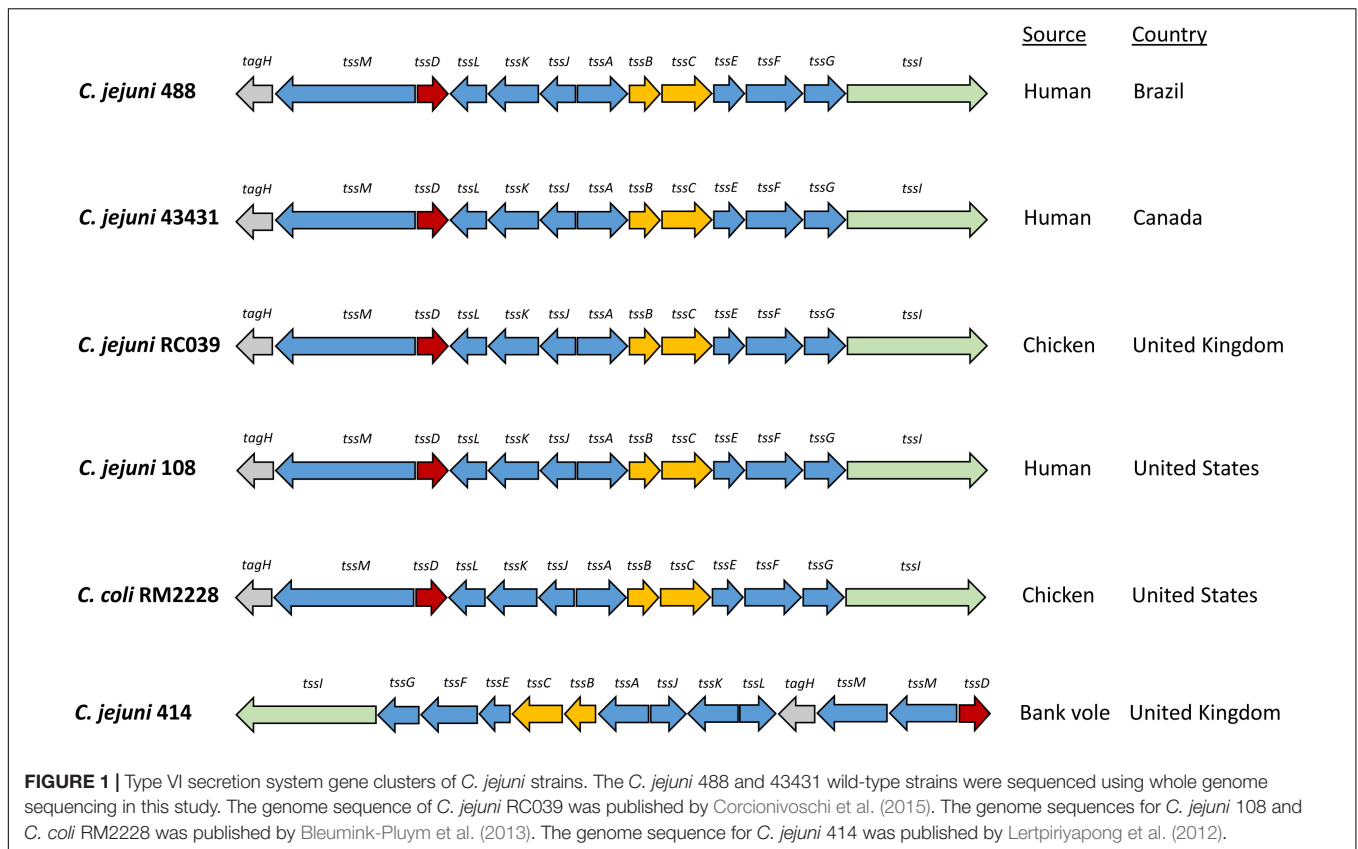 Source Country
tagH tssM tssD tssL tssK tssJ tssA tssB tssC tssE tssF tssG tssI
C. jejuni 488 Human Brazil
tagH tssM tssD tssL tssK tssJ tssA tssB tssC tssE tssF tssG tssI
C. jejuni 43431 Human Canada
tagH tssM tssD tssL tssK tssJ tssA tssB tssC tssE tssF tssG tssI
C. jejuni RC039 Chicken United Kingdom
tagH tssM tssD tssL tssK tssJ tssA tssB tssC tssE tssF tssG tssI
C. jejuni 108 Human United States
tagH tssM tssD tssL tssK tssJ tssA tssB tssC tssE tssF tssG tssI
C. coli RM2228 Chicken United States
tssI tssG tssF tssE tssC tssB tssA tssJ tssK tssL tagH tssM tssM tssD
C. jejuni 414 Bank vole United Kingdom
FIGURE 1 | Type VI secretion system gene clusters of C. jejuni strains. The C. jejuni 488 and 43431 wild-type strains were sequenced using whole genome
sequencing in this study. The genome sequence of C. jejuni RC039 was published by Corcionivoschi et al. (2015). The genome sequences for C. jejuni 108 and
C. coli RM2228 was published by Bleumink-Pluym et al. (2013). The genome sequence for C. jejuni 414 was published by Lertpiriyapong et al. (2012).